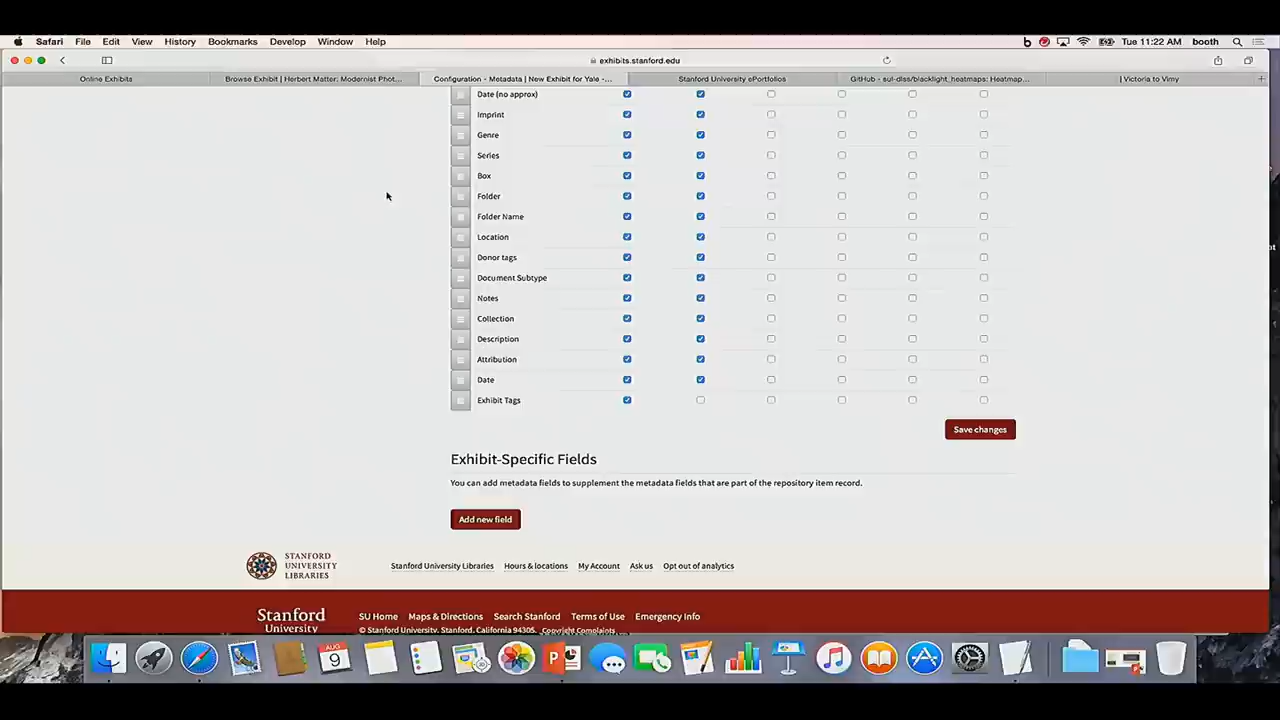 Safari File Edit View History Bookmarks Develop Window Help Tue 11:22 AM booth
exhibits.stanford.edu
Online Exhibits Browse Exhibit | Herbert Matter: Modernist Phot... Configuration - Metadata | New Exhibit for Yale -... Stanford University ePortfolios GitHub - sul-dlss/blacklight_heatmaps: Heatmap... | Victoria to Vimy
Date (no approx)
Imprint
Genre
Series
Box
Folder
Folder Name
Location
Donor tags
Document Subtype
Notes
Collection
Description
Attribution
Date
Exhibit Tags
Save changes
Exhibit-Specific Fields
You can add metadata fields to supplement the metadata fields that are part of the repository item record.
Add new field
STANFORD
UNIVERSITY
LIBRARIES
Stanford University Libraries Hours & locations My Account Ask us Opt out of analytics
Stanford
University
SU Home Maps & Directions Search Stanford Terms of Use Emergency Info
© Stanford University. Stanford. California 94305. Copyright Complaints
AUG
9